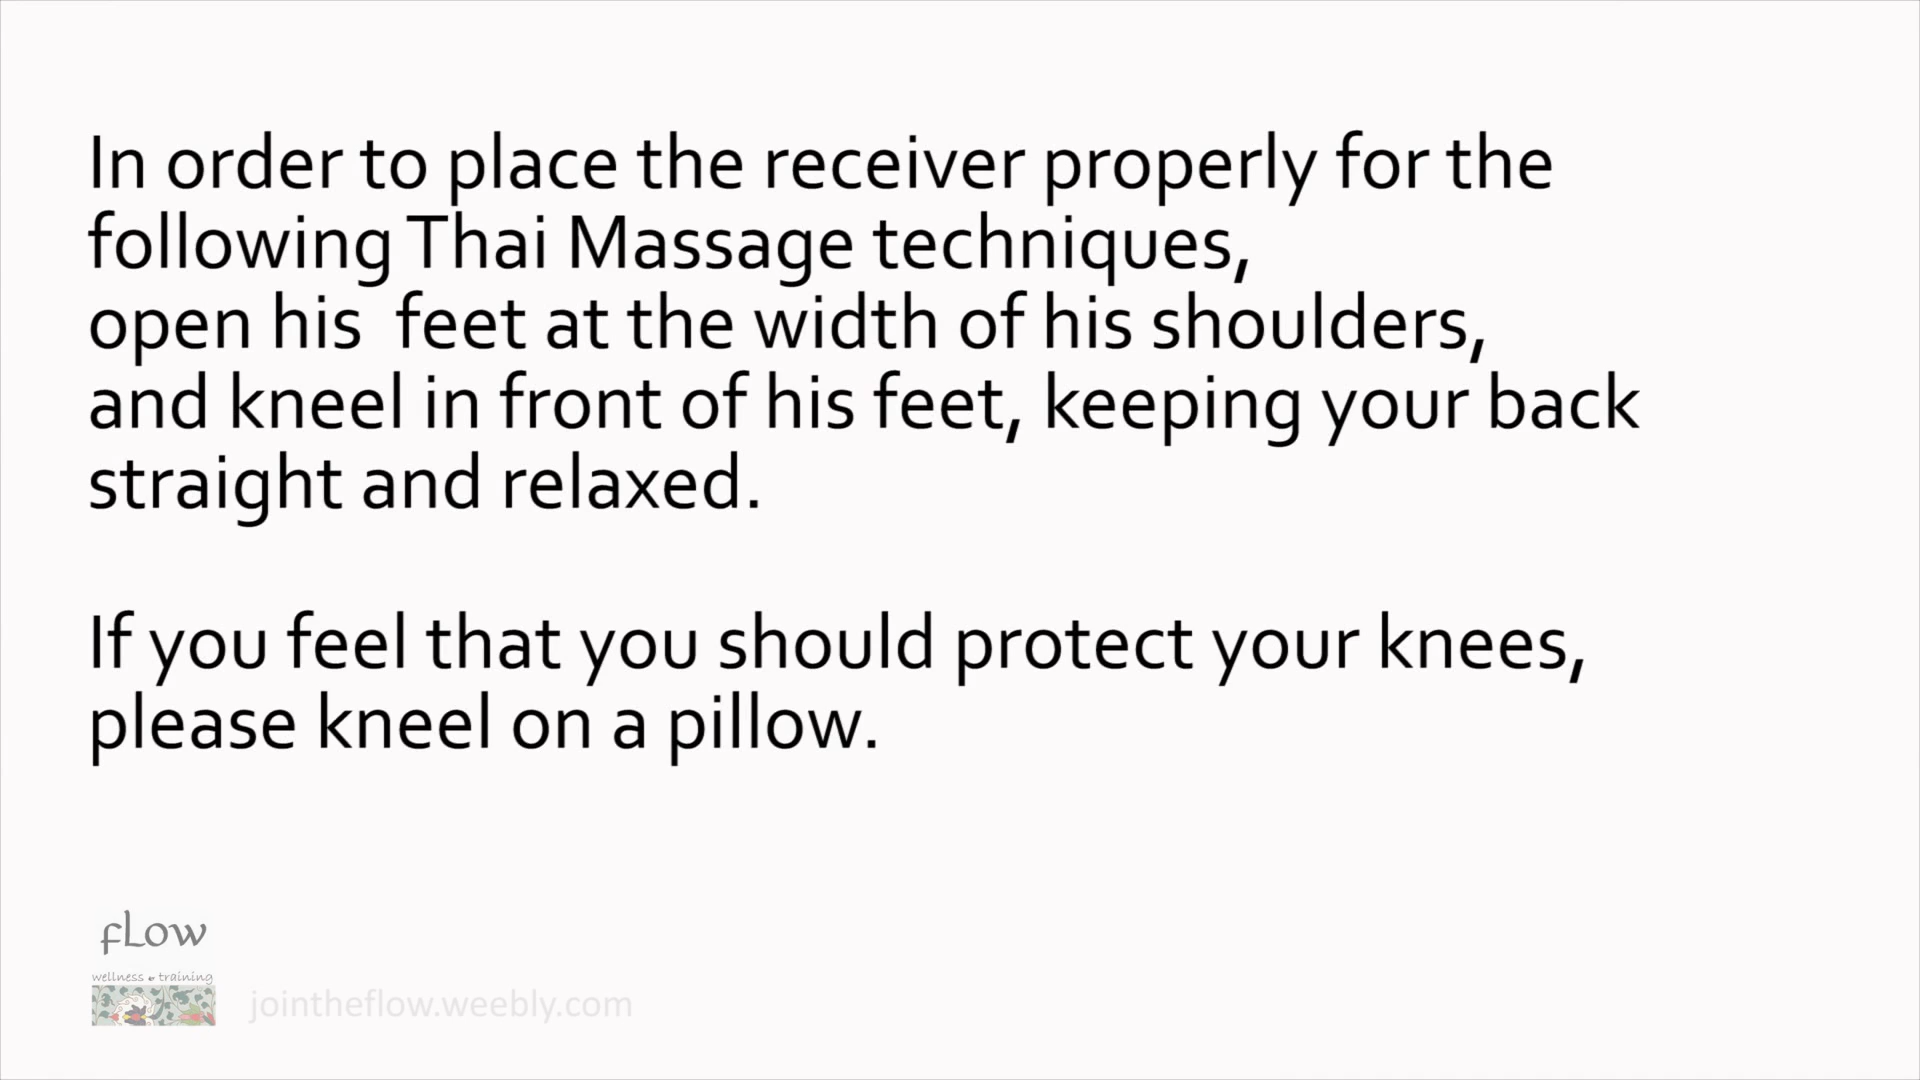 In order to place the receiver properly for the
following Thai Massage techniques,
open his  feet at the width of his shoulders,
and kneel in front of his feet, keeping your back
straight and relaxed.
If you feel that you should protect your knees,
please kneel on a pillow.
fLow
wellness & training
jointheflow.weebly.com